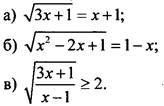 а) √(3x+1) = x+1;
б) √(x² − 2x + 1) = 1 − x;
в) √((3x+1)/(x−1)) ≥ 2.